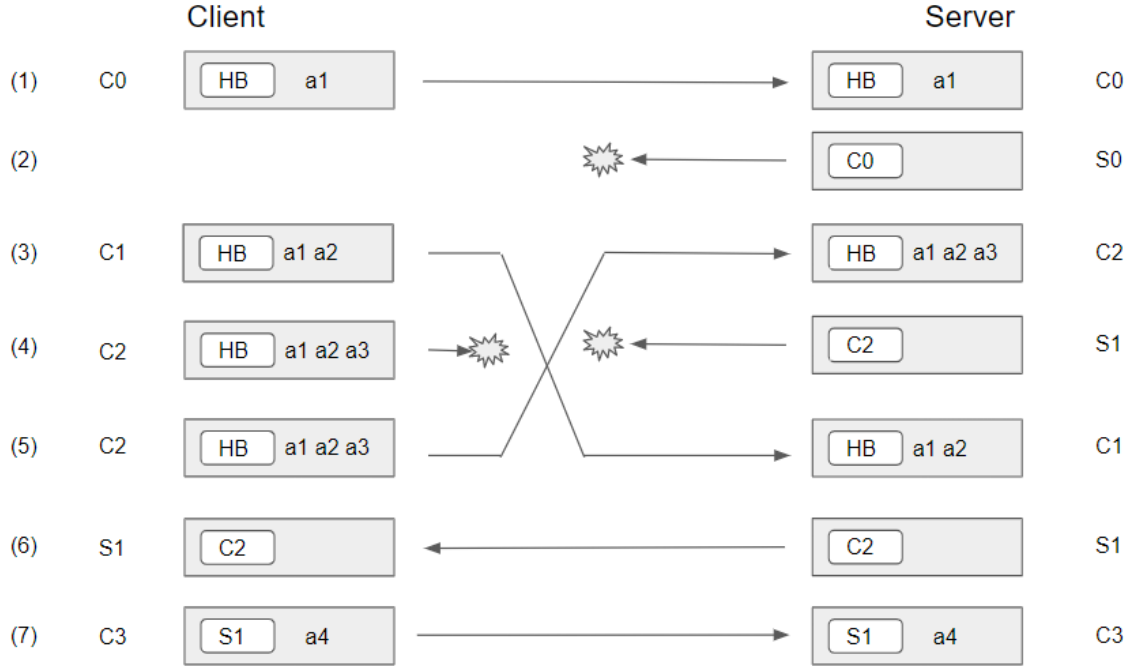 Client Server
(1) C0 HB a1 HB a1 C0
(2) C0 S0
(3) C1 HB a1 a2 HB a1 a2 a3 C2
(4) C2 HB a1 a2 a3 C2 S1
(5) C2 HB a1 a2 a3 HB a1 a2 C1
(6) S1 C2 C2 S1
(7) C3 S1 a4 S1 a4 C3